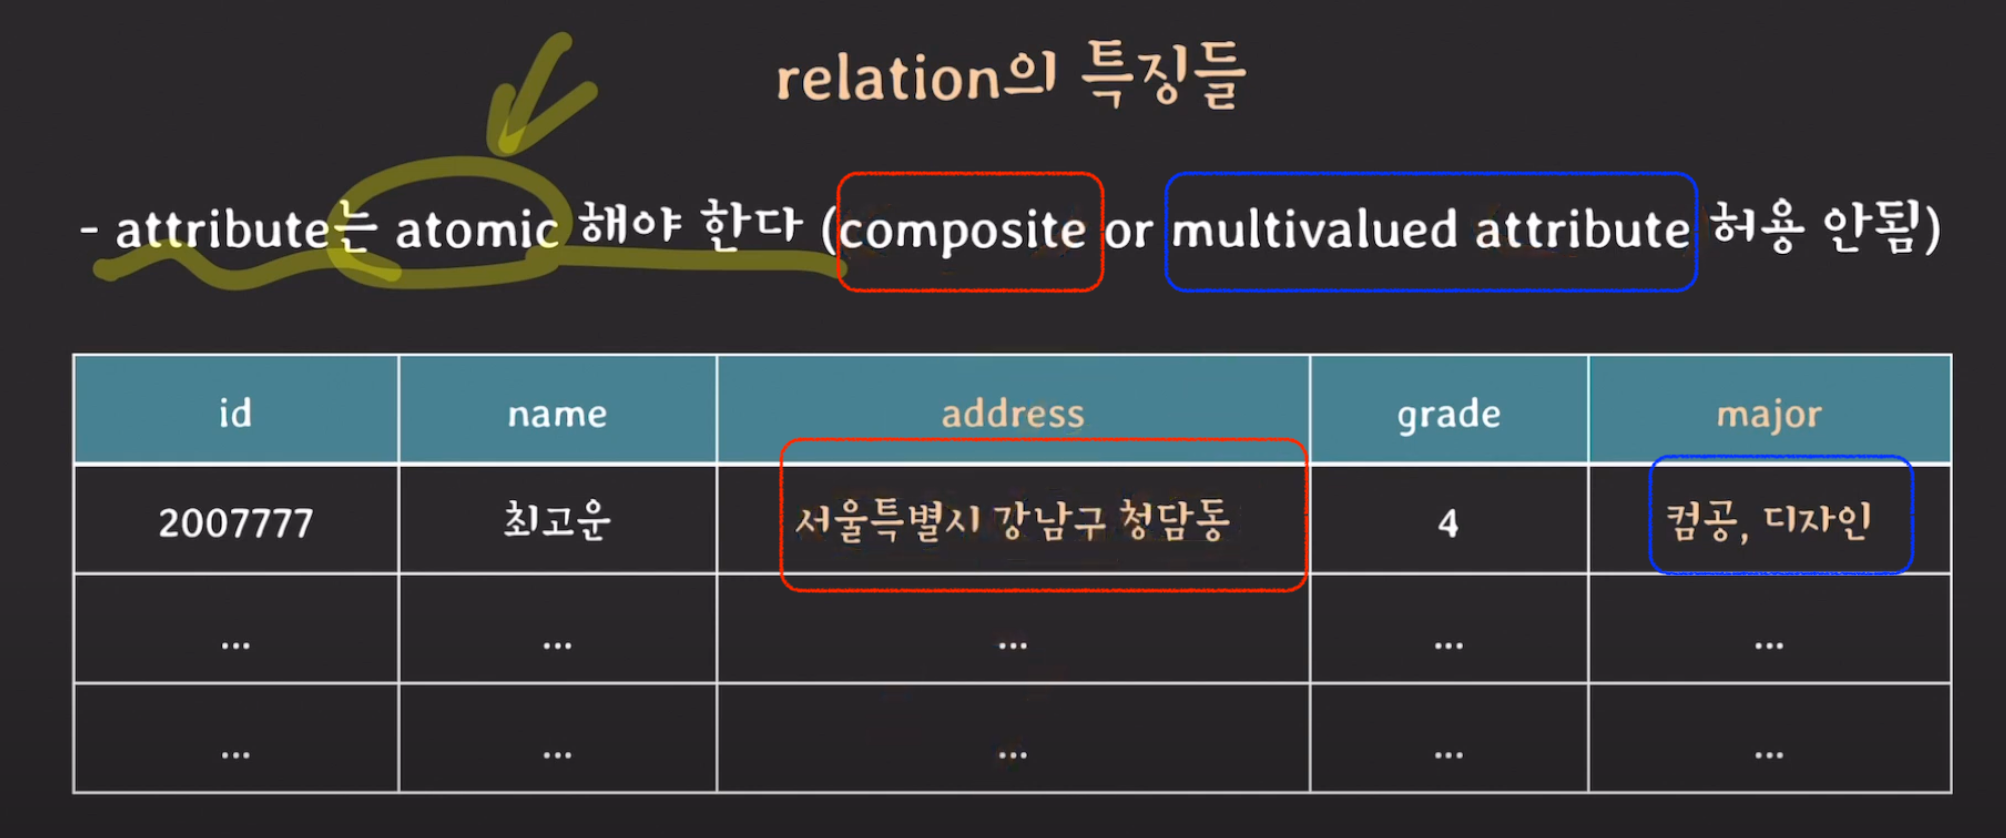 relation의 특징들
- attribute는 atomic 해야 한다 (composite or multivalued attribute 허용 안됨)
id name address grade major
2007777 최고운 서울특별시 강남구 청담동 4 컴공, 디자인
... ... ... ... ...
... ... ... ... ...